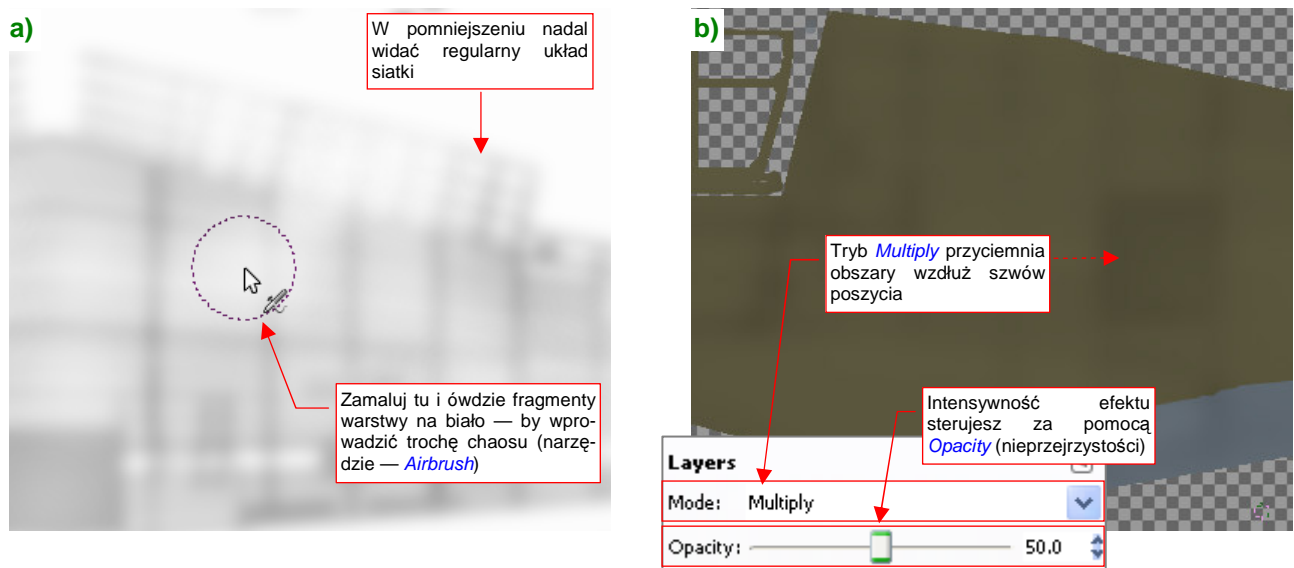 a)
W pomniejszeniu nadal
widać regularny układ
siatki
Zamaluj tu i ówdzie fragmenty
warstwy na biało — by wpro-
wadzić trochę chaosu (narzę-
dzie — Airbrush)
b)
Tryb Multiply przyciemnia
obszary wzdłuż szwów
poszycia
Intensywność efektu
sterujesz za pomocą
Opacity (nieprzejrzystości)
Layers
Mode: Multiply
Opacity: 50.0